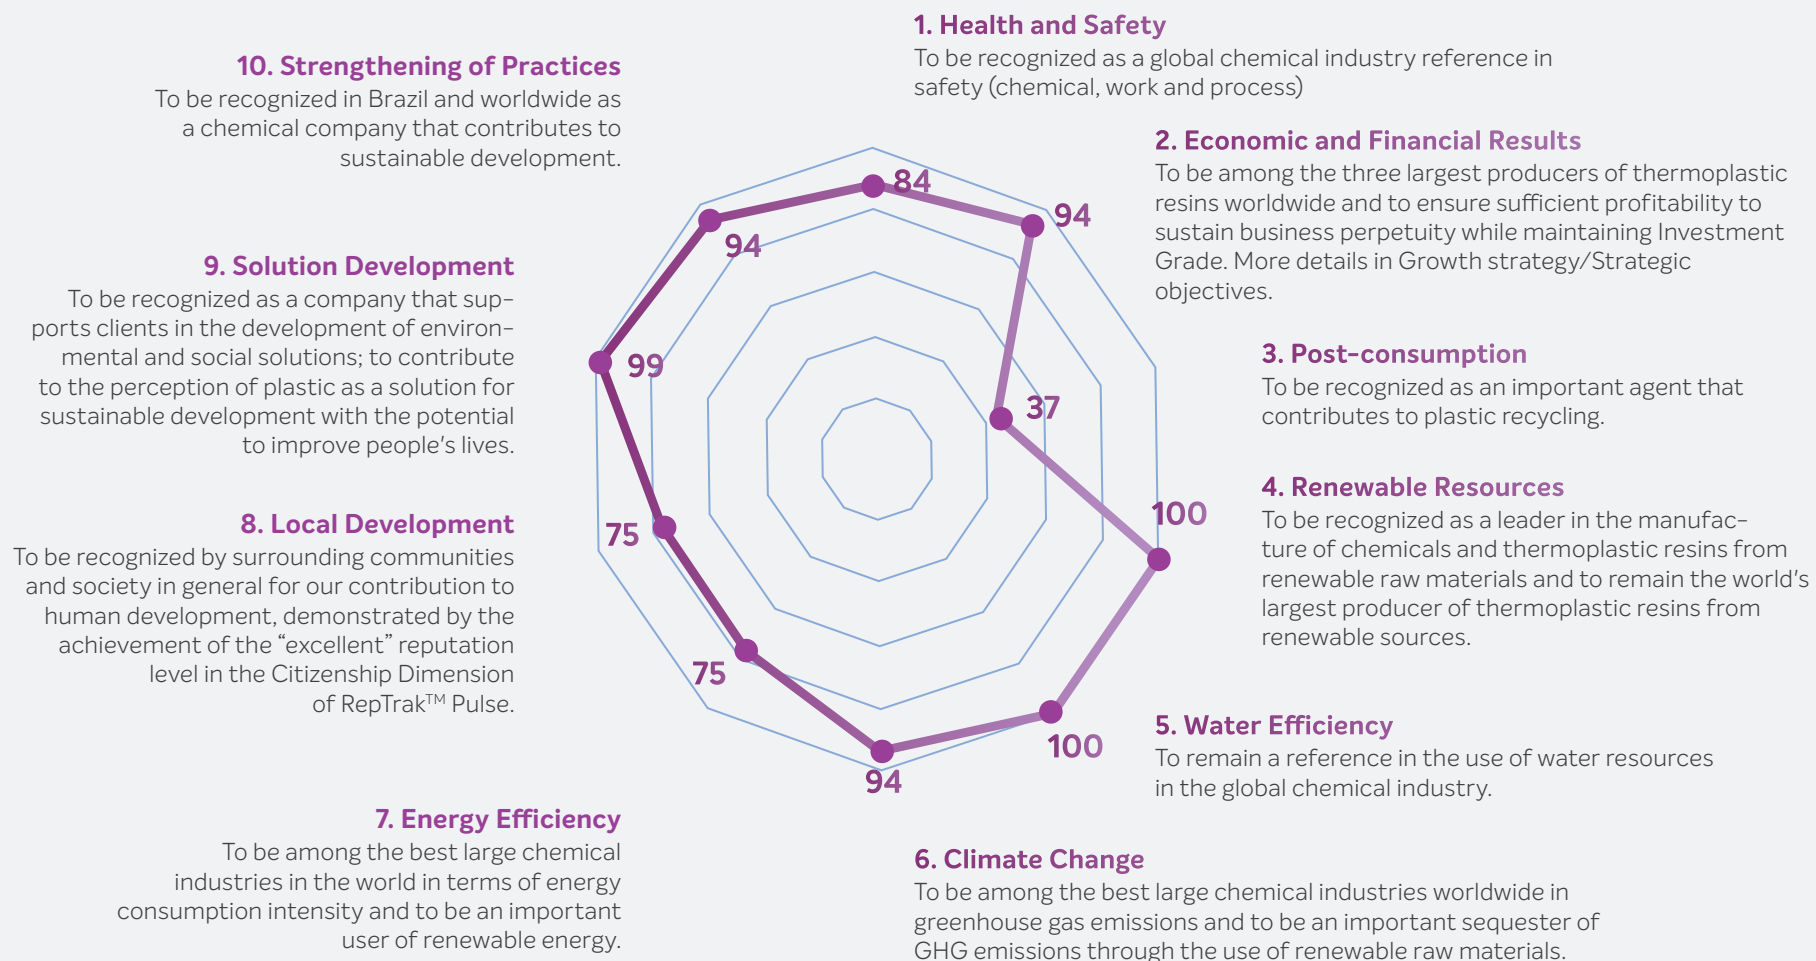 1. Health and Safety
To be recognized as a global chemical industry reference in
safety (chemical, work and process)
2. Economic and Financial Results
To be among the three largest producers of thermoplastic
resins worldwide and to ensure sufficient profitability to
sustain business perpetuity while maintaining Investment
Grade. More details in Growth strategy/Strategic
objectives.
3. Post-consumption
To be recognized as an important agent that
contributes to plastic recycling.
4. Renewable Resources
To be recognized as a leader in the manufac-
ture of chemicals and thermoplastic resins from
renewable raw materials and to remain the world's
largest producer of thermoplastic resins from
renewable sources.
5. Water Efficiency
To remain a reference in the use of water resources
in the global chemical industry.
6. Climate Change
To be among the best large chemical industries worldwide in
greenhouse gas emissions and to be an important sequester of
GHG emissions through the use of renewable raw materials.
7. Energy Efficiency
To be among the best large chemical
industries in the world in terms of energy
consumption intensity and to be an important
user of renewable energy.
8. Local Development
To be recognized by surrounding communities
and society in general for our contribution to
human development, demonstrated by the
achievement of the “excellent” reputation
level in the Citizenship Dimension
of RepTrak™ Pulse.
9. Solution Development
To be recognized as a company that sup-
ports clients in the development of environ-
mental and social solutions; to contribute
to the perception of plastic as a solution for
sustainable development with the potential
to improve people's lives.
10. Strengthening of Practices
To be recognized in Brazil and worldwide as
a chemical company that contributes to
sustainable development.
84
94
37
100
100
94
75
75
99
94